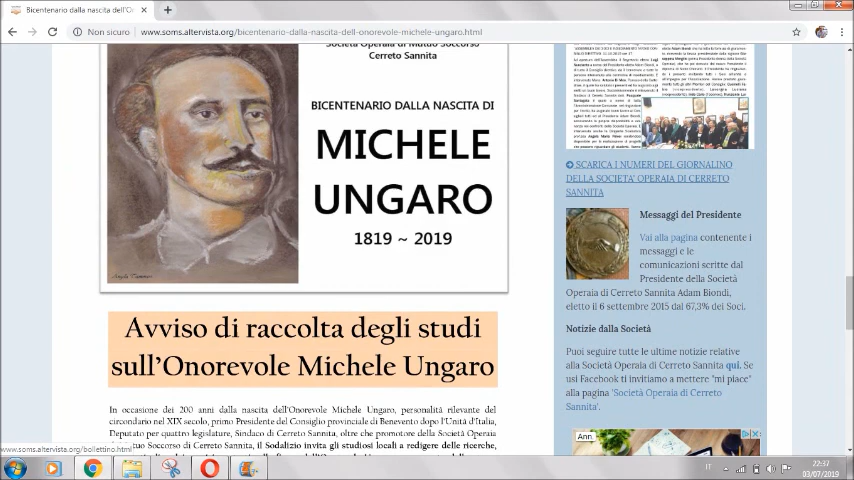 Bicentenario dalla nascita dell'Or
Non sicuro
www.soms.altervista.org/bicentenario-dalla-nascita-dell-onorevole-michele-ungaro.html
Società Operaia di Mutuo Soccorso
Cerreto Sannita
BICENTENARIO DALLA NASCITA DI
MICHELE
UNGARO
1819 ~ 2019
Avviso di raccolta degli studi
sull'Onorevole Michele Ungaro
In occasione dei 200 anni dalla nascita dell'Onorevole Michele Ungaro, personalità rilevante del
circondario nel XIX secolo, primo Presidente del Consiglio provinciale di Benevento dopo l'Unità d'Italia,
Deputato per quattro legislature, Sindaco di Cerreto Sannita, oltre che promotore della Società Operaia
Soccorso di Cerreto Sannita, il Sodalizio invita gli studiosi locali a redigere delle ricerche,
SCARICA I NUMERI DEL GIORNALINO
DELLA SOCIETA' OPERAIA DI CERRETO
SANNITA
Messaggi del Presidente
Vai alla pagina contenente i
messaggi e le
comunicazioni scritte dal
Presidente della Società
Operaia di Cerreto Sannita Adam Biondi,
eletto il 6 settembre 2015 dal 67,3% dei Soci.
Notizie dalla Società
Puoi seguire tutte le ultime notizie relative
alla Società Operaia di Cerreto Sannita qui. Se
usi Facebook ti invitiamo a mettere "mi piace"
alla pagina 'Società Operaia di Cerreto
Sannita'.
Ann.
www.soms.altervista.org/bollettino.html
IT
22:37
03/07/2019